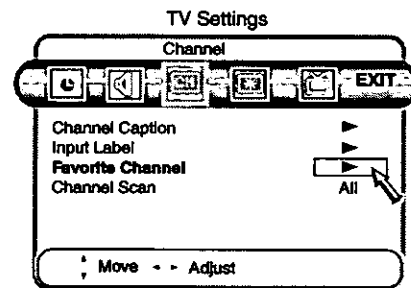 TV Settings
Channel
EXIT
Channel Caption
Input Label
Favorite Channel
Channel Scan All
Move Adjust